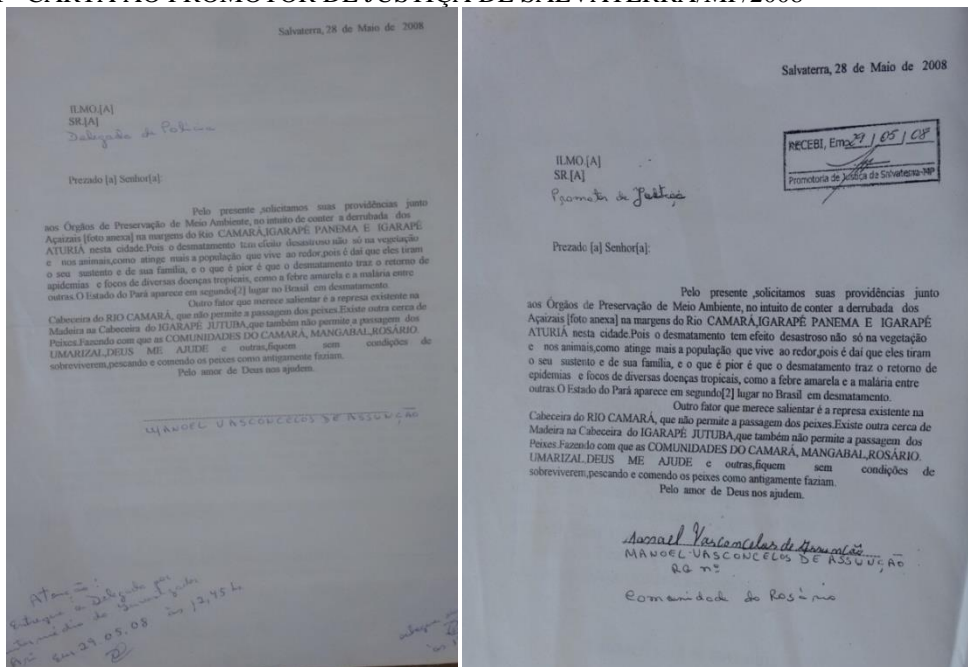 CARTA AO PROMOTOR DE JUSTIÇA DE SALVATERRA/MP/2008
Salvaterra, 28 de Maio de 2008
ILMO.[A]
SR.[A]
Delegado de Policia
Prezado [a] Senhor[a]:
Pelo presente ,solicitamos suas providências junto
aos Órgãos de Preservação de Meio Ambiente, no intuito de conter a derrubada dos
Açaizais [foto anexa] na margens do Rio CAMARÁ,IGARAPÉ PANEMA E IGARAPÉ
ATURIÁ nesta cidade.Pois o desmatamento tem efeito desastroso não só na vegetação
e nos animais,como atinge mais a população que vive ao redor,pois é daí que eles tiram
o seu sustento e de sua família, e o que é pior é que o desmatamento traz o retorno de
apidemias e focos de diversas doenças tropicais, como a febre amarela e a malária entre
outras.O Estado do Pará aparece em segundo[2] lugar no Brasil em desmatamento.
Outro fator que merece salientar é a represa existente na
Cabeceira do RIO CAMARÁ, que não permite a passagem dos peixes.Existe outra cerca de
Madeira na Cabeceira do IGARAPÉ JUTUBA,que também não permite a passagem dos
Peixes.Fazendo com que as COMUNIDADES DO CAMARÁ, MANGABAL,ROSÁRIO.
UMARIZAL,DEUS ME AJUDE e outras,fiquem sem condições de
sobreviverem,pescando e comendo os peixes como antigamente faziam.
Pelo amor de Deus nos ajudem.
MANOEL VASCONCELOS DE ASSUNÇÃO
Entregue a Delegada por
em 29.05.08 às 12,45 h
Salvaterra, 28 de Maio de 2008
RECEBI, Em 29 / 05 / 08
Promotoria de Justiça de Salvaterra-MP
ILMO.[A]
SR.[A]
Promotor de Justiça
Prezado [a] Senhor[a]:
Pelo presente ,solicitamos suas providências junto
aos Órgãos de Preservação de Meio Ambiente, no intuito de conter a derrubada dos
Açaizais [foto anexa] na margens do Rio CAMARÁ,IGARAPÉ PANEMA E IGARAPÉ
ATURIÁ nesta cidade.Pois o desmatamento tem efeito desastroso não só na vegetação
e nos animais,como atinge mais a população que vive ao redor,pois é daí que eles tiram
o seu sustento e de sua família, e o que é pior é que o desmatamento traz o retorno de
epidemias e focos de diversas doenças tropicais, como a febre amarela e a malária entre
outras.O Estado do Pará aparece em segundo[2] lugar no Brasil em desmatamento.
Outro fator que merece salientar é a represa existente na
Cabeceira do RIO CAMARÁ, que não permite a passagem dos peixes.Existe outra cerca de
Madeira na Cabeceira do IGARAPÉ JUTUBA,que também não permite a passagem dos
Peixes.Fazendo com que as COMUNIDADES DO CAMARÁ, MANGABAL,ROSÁRIO.
UMARIZAL.DEUS ME AJUDE e outras,fiquem sem condições de
sobreviverem,pescando e comendo os peixes como antigamente faziam.
Pelo amor de Deus nos ajudem.
Manoel Vasconcelos de Assunção
MANOEL VASCONCELOS DE ASSUNÇÃO
RG nº
Comunidade do Rosário